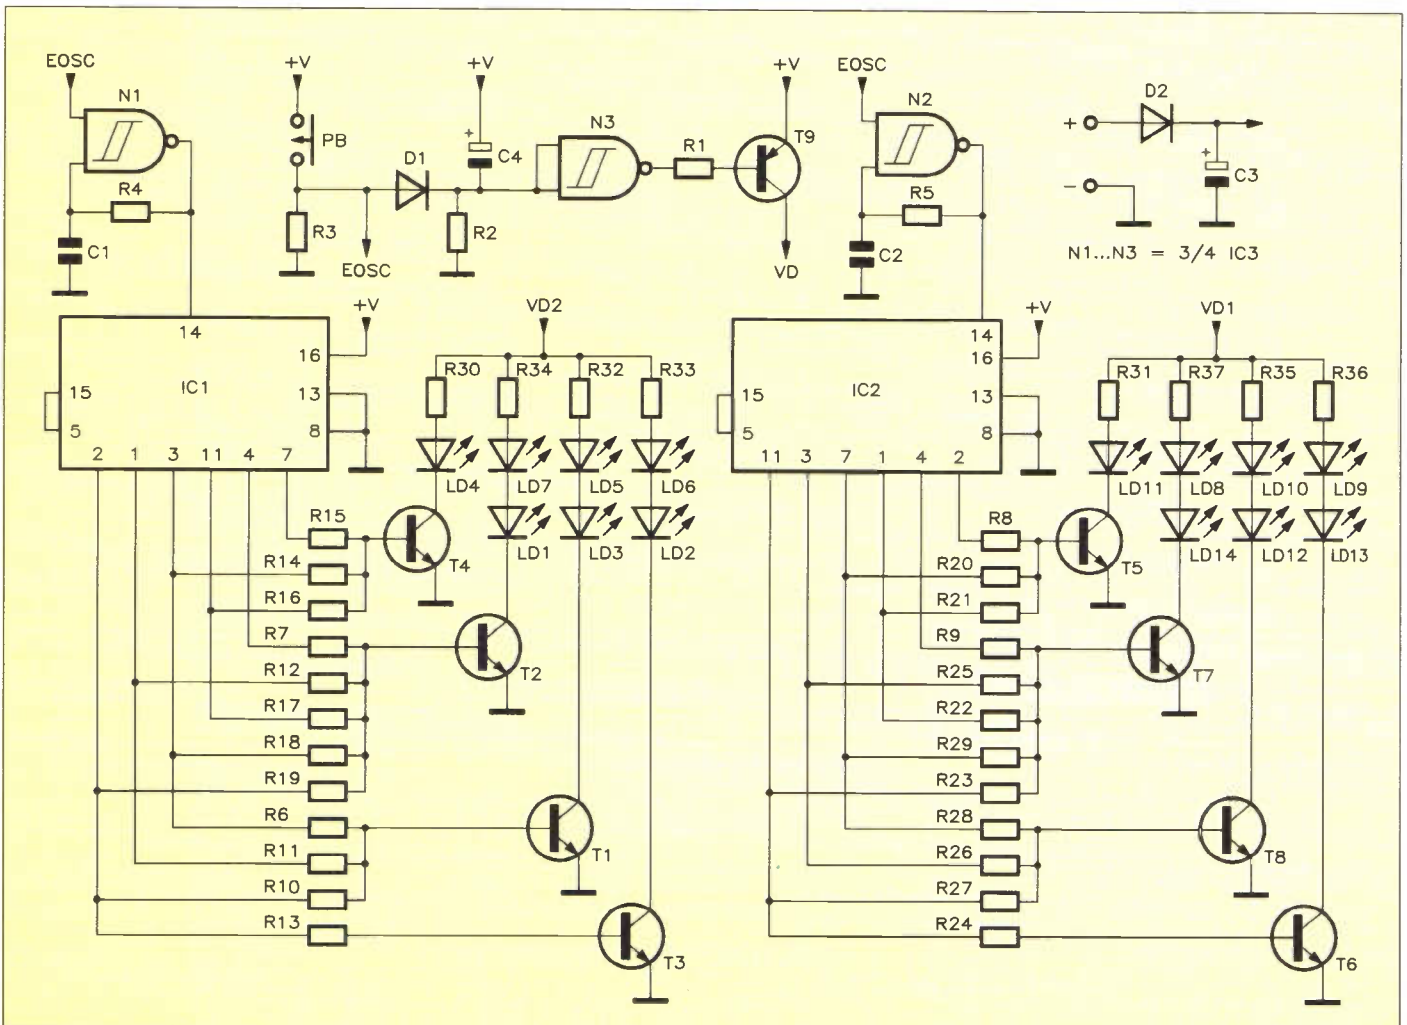 EOSC
N1
R4
C1
+V
PB
R3
EOSC
D1
+V
+
C4
R2
N3
R1
+V
T9
VD
EOSC
N2
R5
C2
D2
+
+
C3
-
N1...N3 = 3/4 IC3
14
+V
16
15
IC1
13
5
8
2 1 3 11 4 7
VD2
R30 R34 R32 R33
LD4 LD7 LD5 LD6
LD1 LD3 LD2
R15
T4
R14
R16
R7
T2
R12
R17
R18
R19
R6
T1
R11
R10
R13
T3
14
+V
16
15
IC2
13
5
8
11 3 7 1 4 2
VD1
R31 R37 R35 R36
LD11 LD8 LD10 LD9
LD14 LD12 LD13
R8
T5
R20
R21
R9
T7
R25
R22
R29
R23
R28
T8
R26
R27
R24
T6